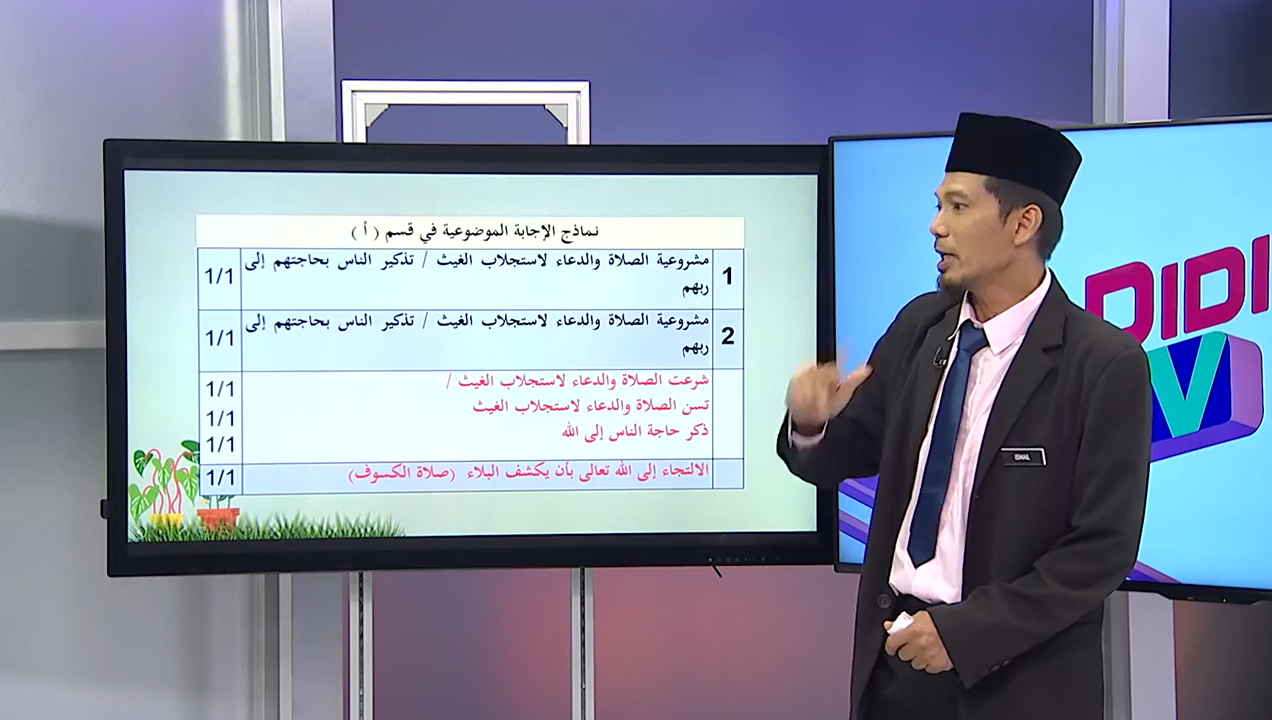 نماذج الإجابة الموضوعية في قسم ( أ )
1 مشروعية الصلاة والدعاء لاستجلاب الغيث / تذكير الناس بحاجتهم إلى 1/1
ربهم
2 مشروعية الصلاة والدعاء لاستجلاب الغيث / تذكير الناس بحاجتهم إلى 1/1
ربهم
شرعت الصلاة والدعاء لاستجلاب الغيث / 1/1
تسن الصلاة والدعاء لاستجلاب الغيث 1/1
ذكر حاجة الناس إلى الله 1/1
الالتجاء إلى الله تعالى بأن يكشف البلاء (صلاة الكسوف) 1/1
DIDI
V
ISMAIL